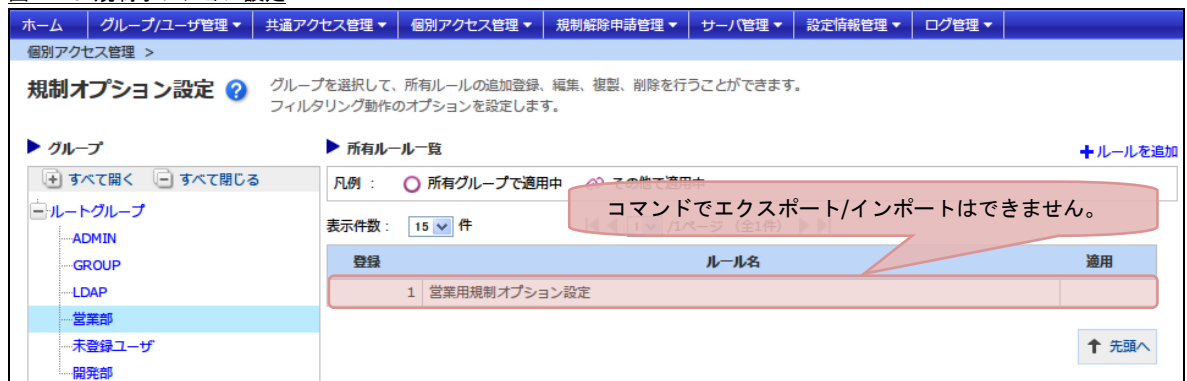 ホーム グループ/ユーザ管理▼ 共通アクセス管理▼ 個別アクセス管理▼ 規制解除申請管理▼ サーバ管理▼ 設定情報管理▼ ログ管理▼
個別アクセス管理 >
規制オプション設定 ? グループを選択して、所有ルールの追加登録、編集、複製、削除を行うことができます。
フィルタリング動作のオプションを設定します。
▶ グループ
すべて開く すべて閉じる
ルートグループ
ADMIN
GROUP
LDAP
営業部
未登録ユーザ
開発部
▶ 所有ルール一覧
+ルールを追加
凡例 : 所有グループで適用中 その他で適用中
コマンドでエクスポート/インポートはできません。
表示件数 : 15 件 1 /1ページ (全1件)
登録 ルール名 適用
1 営業用規制オプション設定
↑ 先頭へ